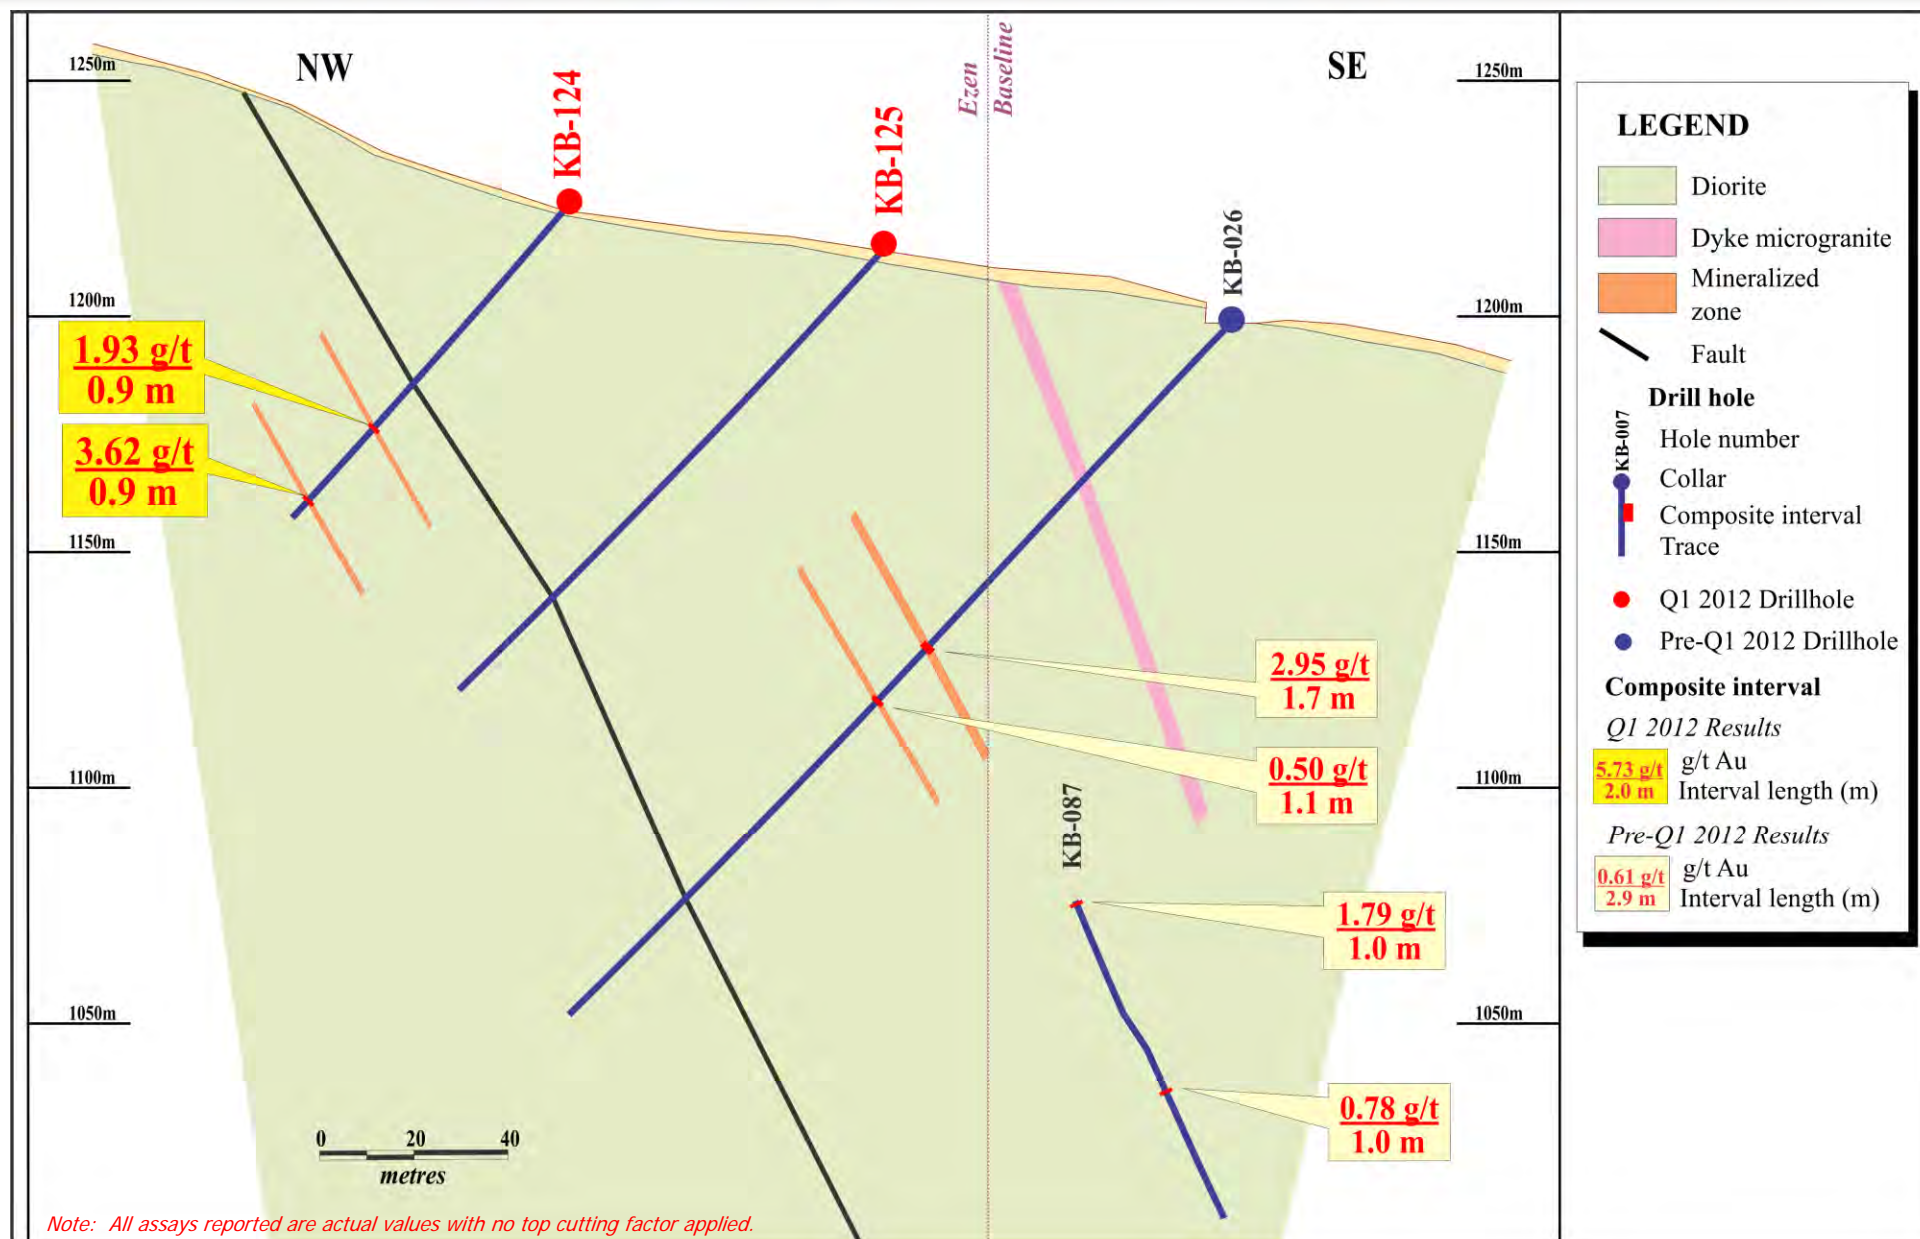 NW
SE
Ezen
Baseline
1250m
1250m
KB-124
KB-125
KB-026
1200m
1200m
1.93 g/t
0.9 m
3.62 g/t
0.9 m
1150m
1150m
2.95 g/t
1.7 m
0.50 g/t
1.1 m
1100m
1100m
KB-087
1.79 g/t
1.0 m
1050m
1050m
0.78 g/t
1.0 m
0 20 40
metres
Note: All assays reported are actual values with no top cutting factor applied.
LEGEND
Diorite
Dyke microgranite
Mineralized
zone
Fault
Drill hole
KB-007
Hole number
Collar
Composite interval
Trace
Q1 2012 Drillhole
Pre-Q1 2012 Drillhole
Composite interval
Q1 2012 Results
5.73 g/t
2.0 m
g/t Au
Interval length (m)
Pre-Q1 2012 Results
0.61 g/t
2.9 m
g/t Au
Interval length (m)